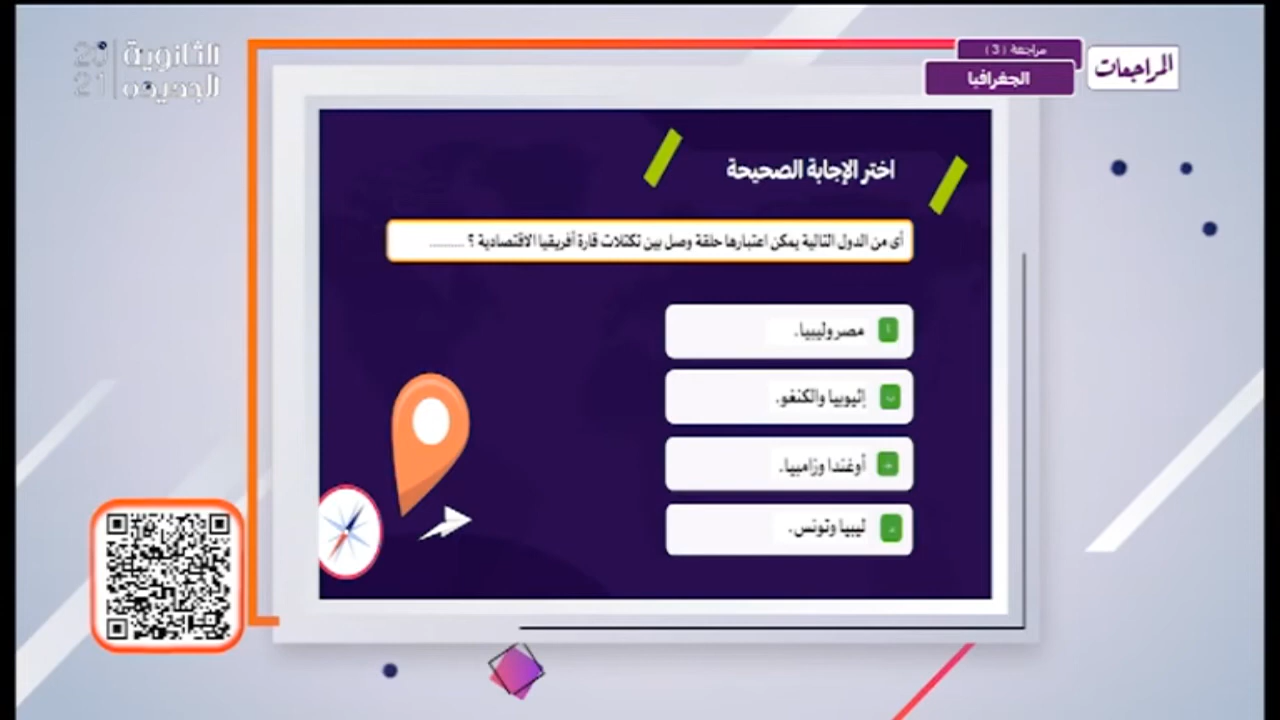 المراجعات
مراجعة (3)
الجغرافيا
الثانوية
20
21
اختر الإجابة الصحيحة
أى من الدول التالية يمكن اعتبارها حلقة وصل بين تكتلات قارة أفريقيا الاقتصادية ؟ .........
أ مصر وليبيا.
ب إثيوبيا والكنغو.
جـ أوغندا وزامبيا.
د ليبيا وتونس.